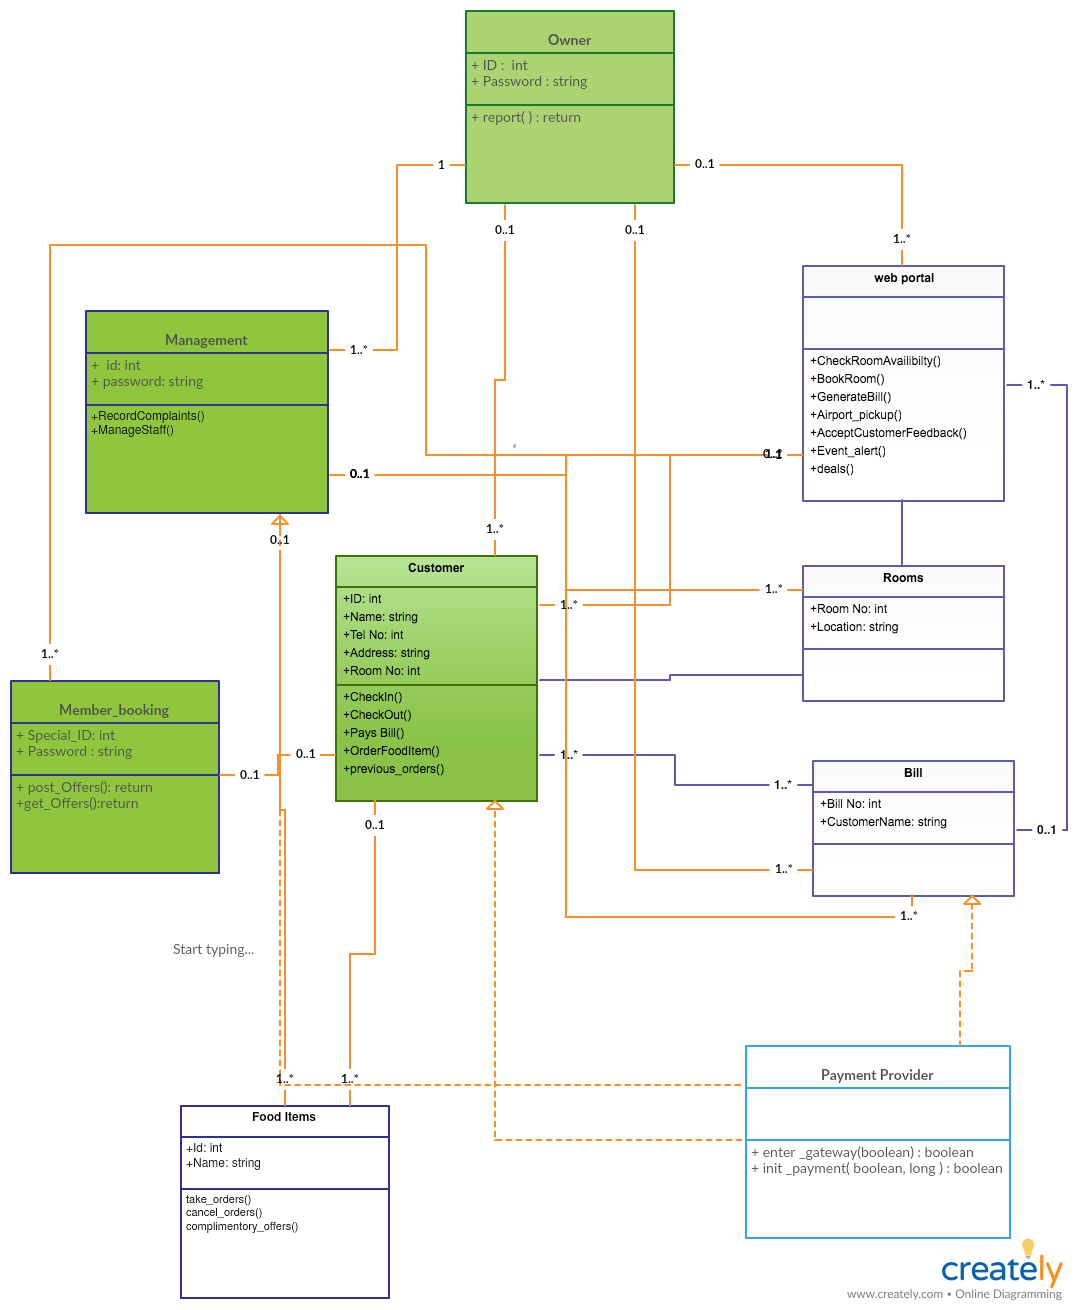 Owner
+ ID :  int
+ Password : string
+ report( ) : return
1
0..1
0..1
0..1
1..*
web portal
+CheckRoomAvailibilty()
+BookRoom()
+GenerateBill()
+Airport_pickup()
+AcceptCustomerFeedback()
+Event_alert()
+deals()
Management
+  id: int
+ password: string
+RecordComplaints()
+ManageStaff()
1..*
1..*
,
0..1
0..1
1..*
0..1
Customer
+ID: int
+Name: string
+Tel No: int
+Address: string
+Room No: int
+CheckIn()
+CheckOut()
+Pays Bill()
+OrderFoodItem()
+previous_orders()
Rooms
+Room No: int
+Location: string
1..*
1..*
1..*
Member_booking
+ Special_ID: int
+ Password : string
+ post_Offers(): return
+get_Offers():return
0..1
0..1
1..*
1..*
Bill
+Bill No: int
+CustomerName: string
0..1
0..1
1..*
1..*
Start typing...
1..*
1..*
Food Items
+Id: int
+Name: string
take_orders()
cancel_orders()
complimentory_offers()
Payment Provider
+ enter _gateway(boolean) : boolean
+ init _payment( boolean, long ) : boolean
creately
www.creately.com • Online Diagramming